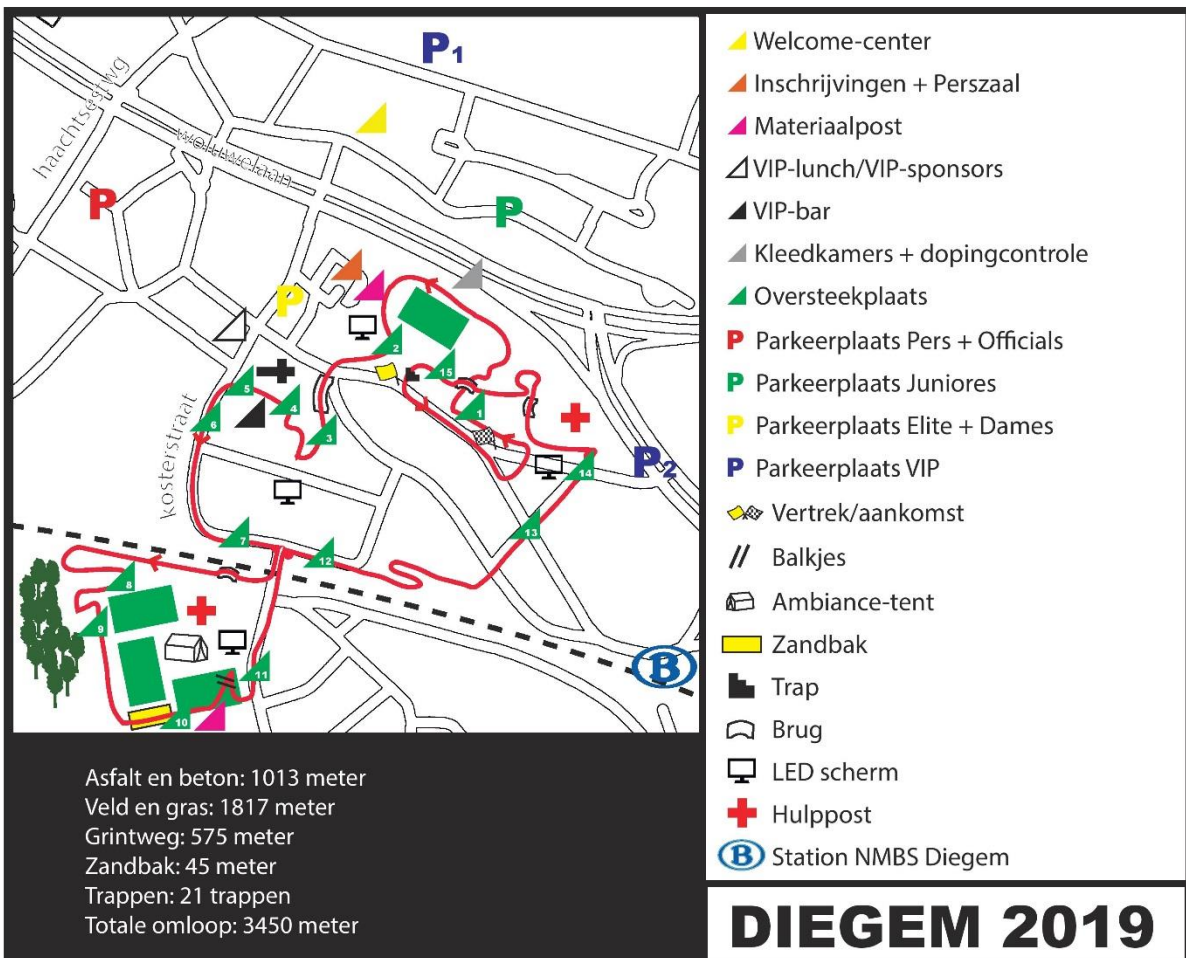 P1
haachtsestwg
woluwelaan
P
P
P
2
15
5
4
1
6
3
P2
14
kosterstraat
13
7
12
8
9
11
B
10
Asfalt en beton: 1013 meter
Veld en gras: 1817 meter
Grintweg: 575 meter
Zandbak: 45 meter
Trappen: 21 trappen
Totale omloop: 3450 meter
Welcome-center
Inschrijvingen + Perszaal
Materiaalpost
VIP-lunch/VIP-sponsors
VIP-bar
Kleedkamers + dopingcontrole
Oversteekplaats
P Parkeerplaats Pers + Officials
P Parkeerplaats Juniores
P Parkeerplaats Elite + Dames
P Parkeerplaats VIP
Vertrek/aankomst
Balkjes
Ambiance-tent
Zandbak
Trap
Brug
LED scherm
Hulppost
B Station NMBS Diegem
DIEGEM 2019